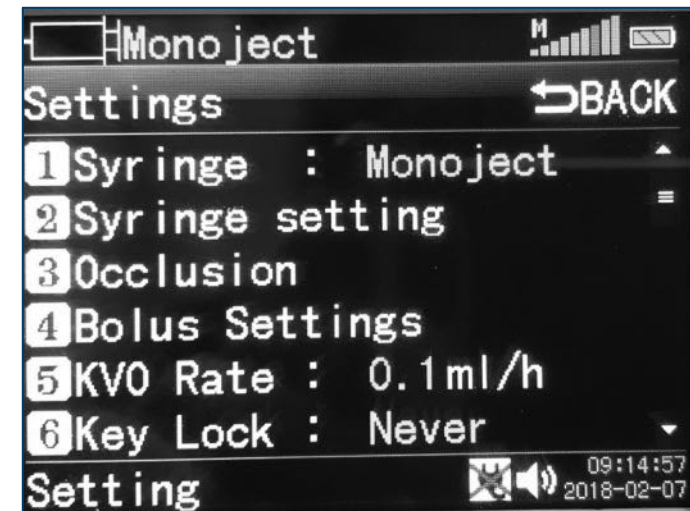 Monoject M
Settings BACK
1 Syringe : Monoject
2 Syringe setting
3 Occlusion
4 Bolus Settings
5 KVO Rate : 0.1ml/h
6 Key Lock : Never
Setting 09:14:57
2018-02-07